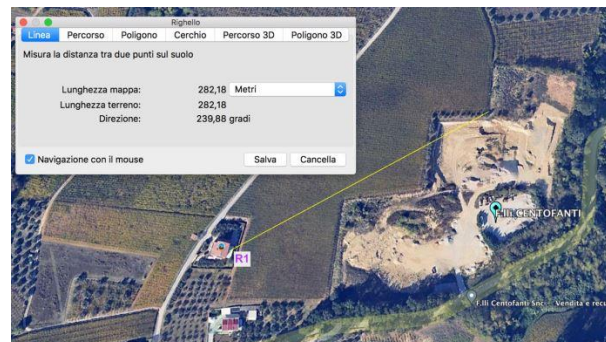 Righello
Linea Percorso Poligono Cerchio Percorso 3D Poligono 3D
Misura la distanza tra due punti sul suolo
Lunghezza mappa: 282,18 Metri
Lunghezza terreno: 282,18
Direzione: 239,88 gradi
Navigazione con il mouse Salva Cancella
F.lli CENTOFANTI
R1
F.lli Centofanti Snc - Vendita e recu